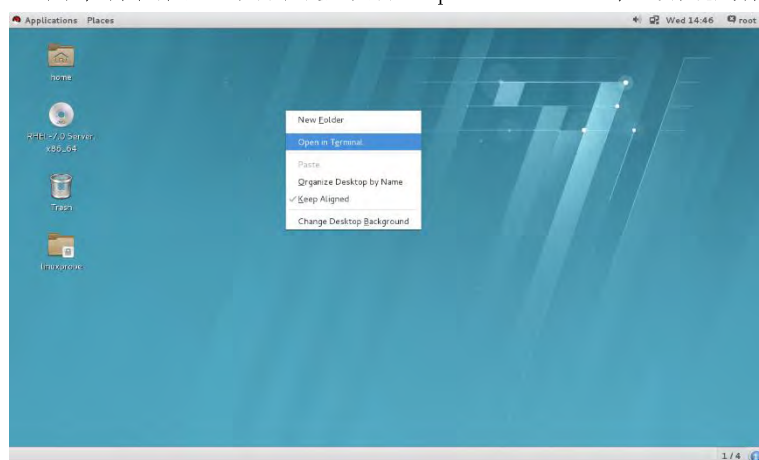 Applications Places
Wed 14:46 root
home
RHEL-7.0 Server.
x86_64
Trash
linuxprobe
New Folder
Open in Terminal
Paste
Organize Desktop by Name
Keep Aligned
Change Desktop Background
1 / 4